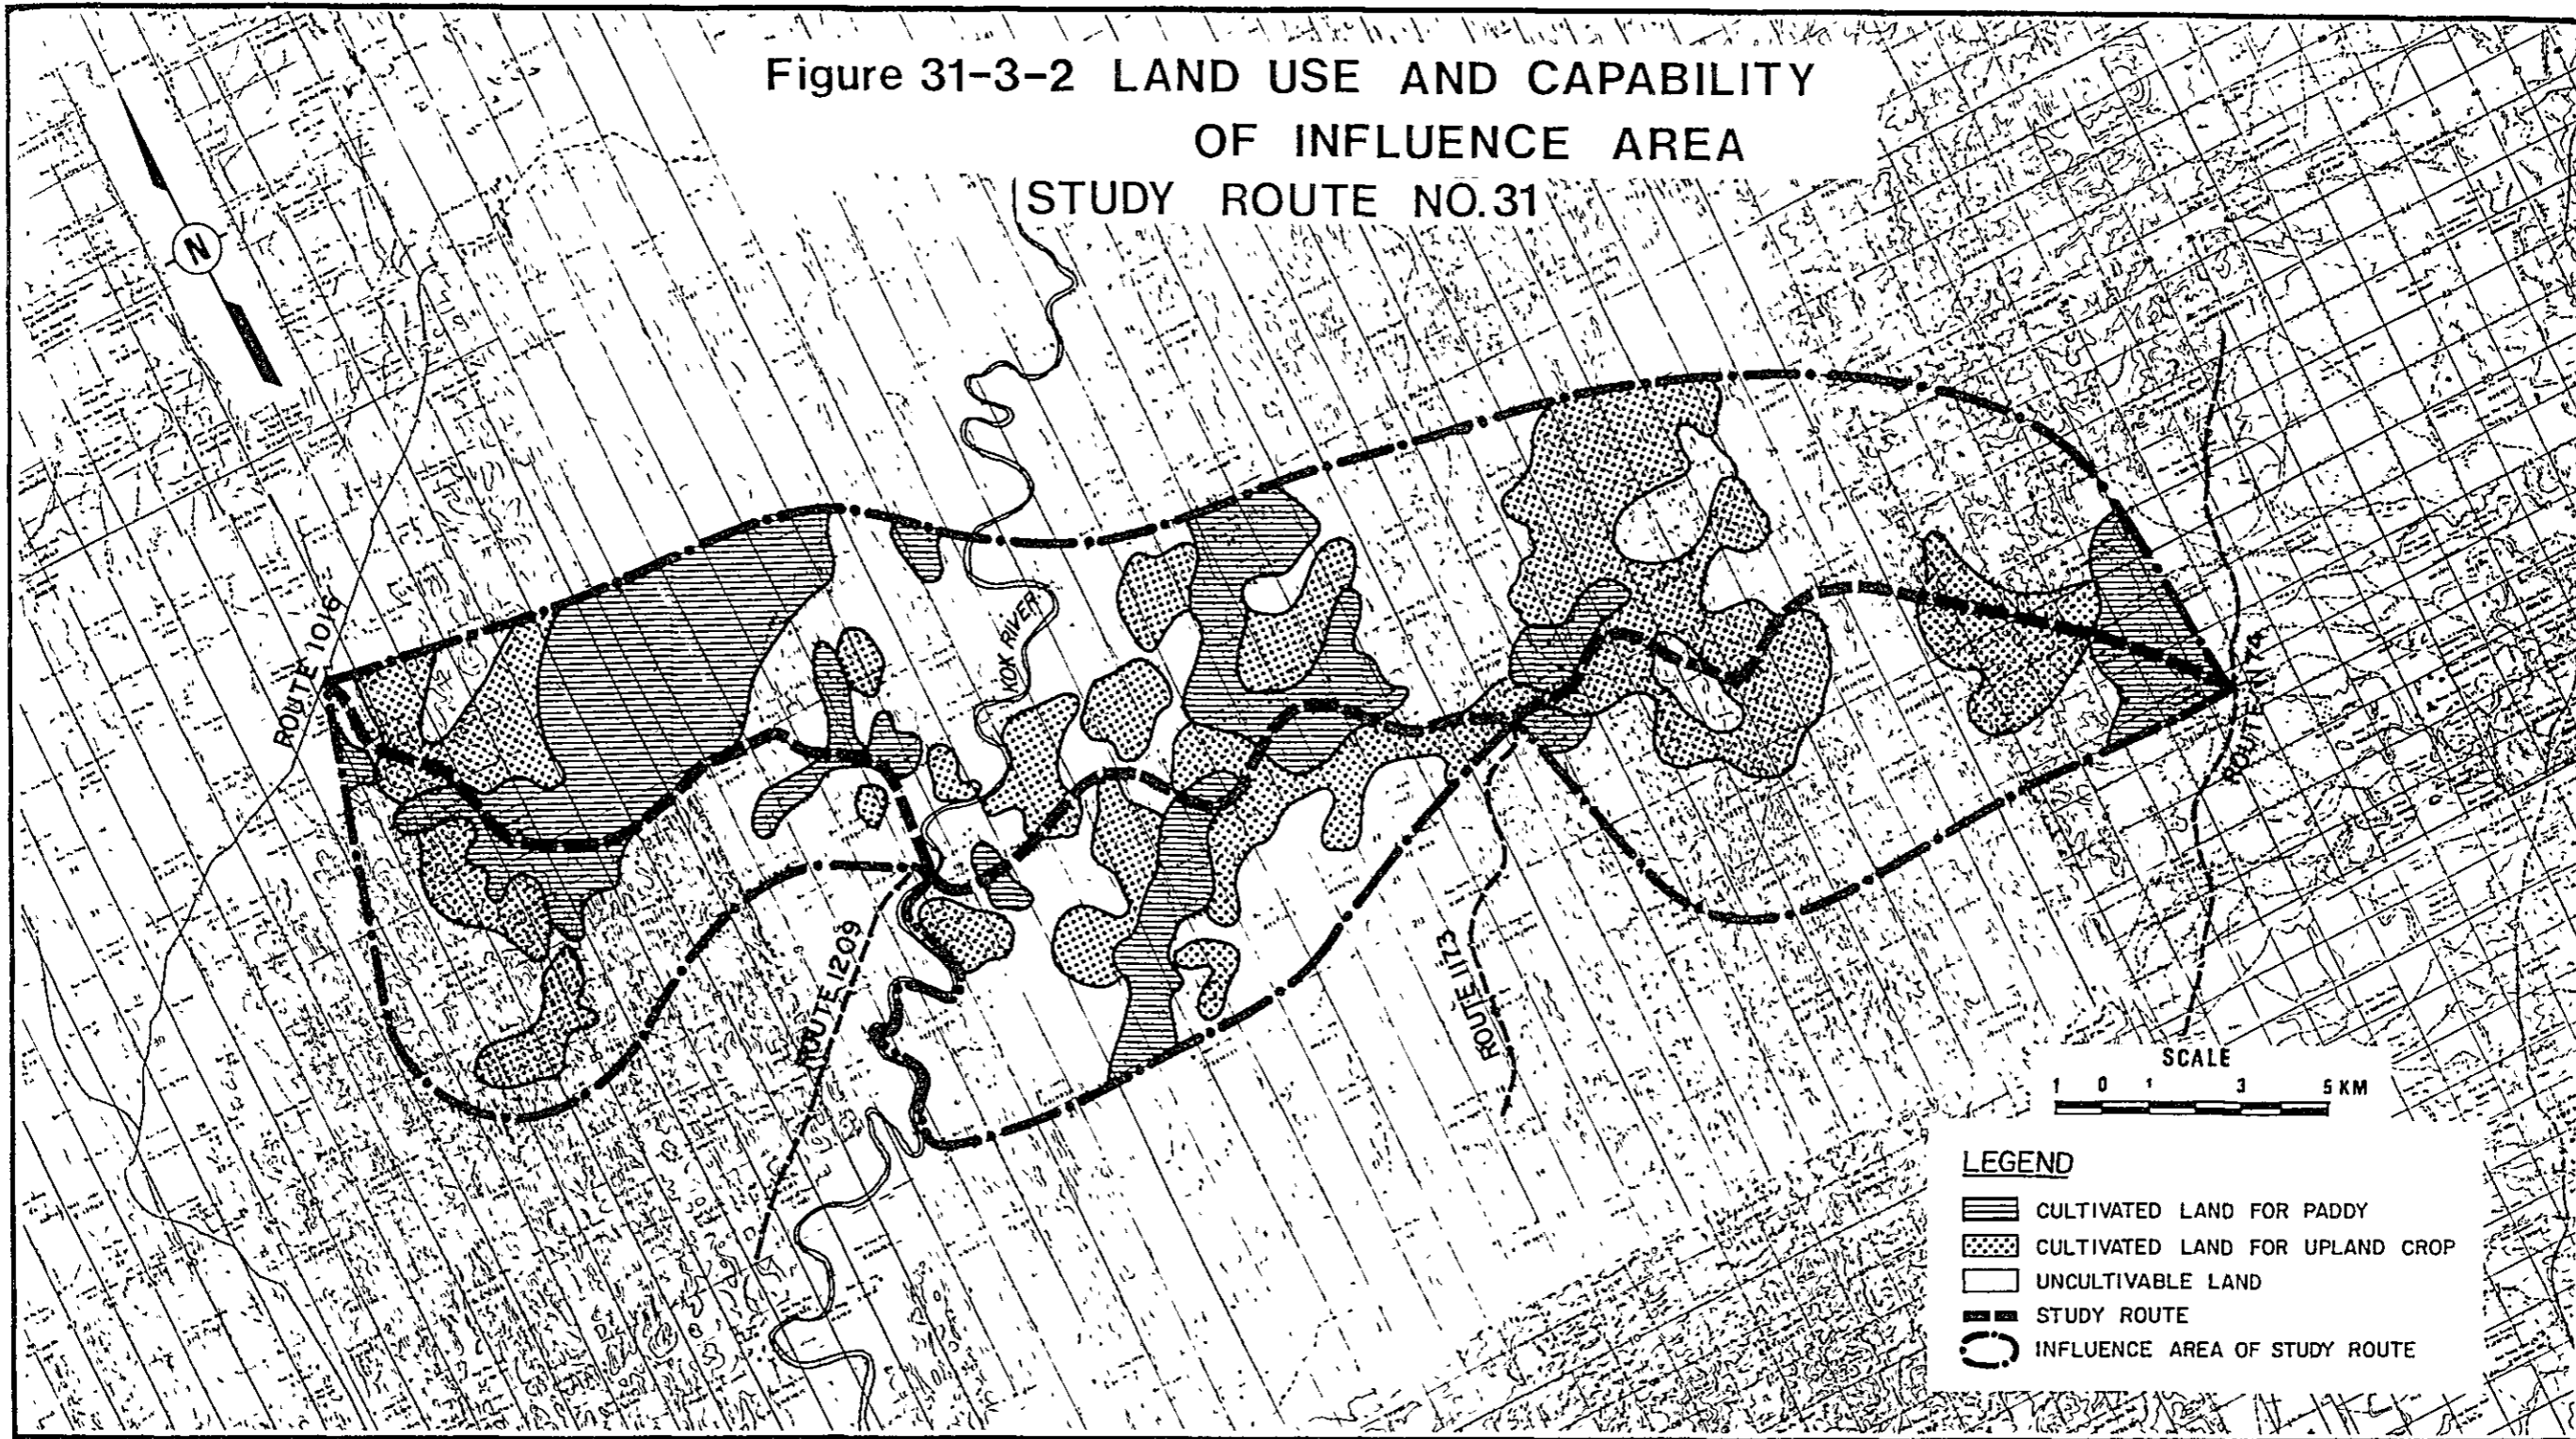 Figure 31-3-2 LAND USE AND CAPABILITY
OF INFLUENCE AREA
STUDY ROUTE NO.31
N
ROUTE 1016
KOK RIVER
ROUTE 1209
ROUTE 1173
ROUTE 1174
SCALE
1 0 1 3 5 KM
LEGEND
CULTIVATED LAND FOR PADDY
CULTIVATED LAND FOR UPLAND CROP
UNCULTIVABLE LAND
STUDY ROUTE
INFLUENCE AREA OF STUDY ROUTE